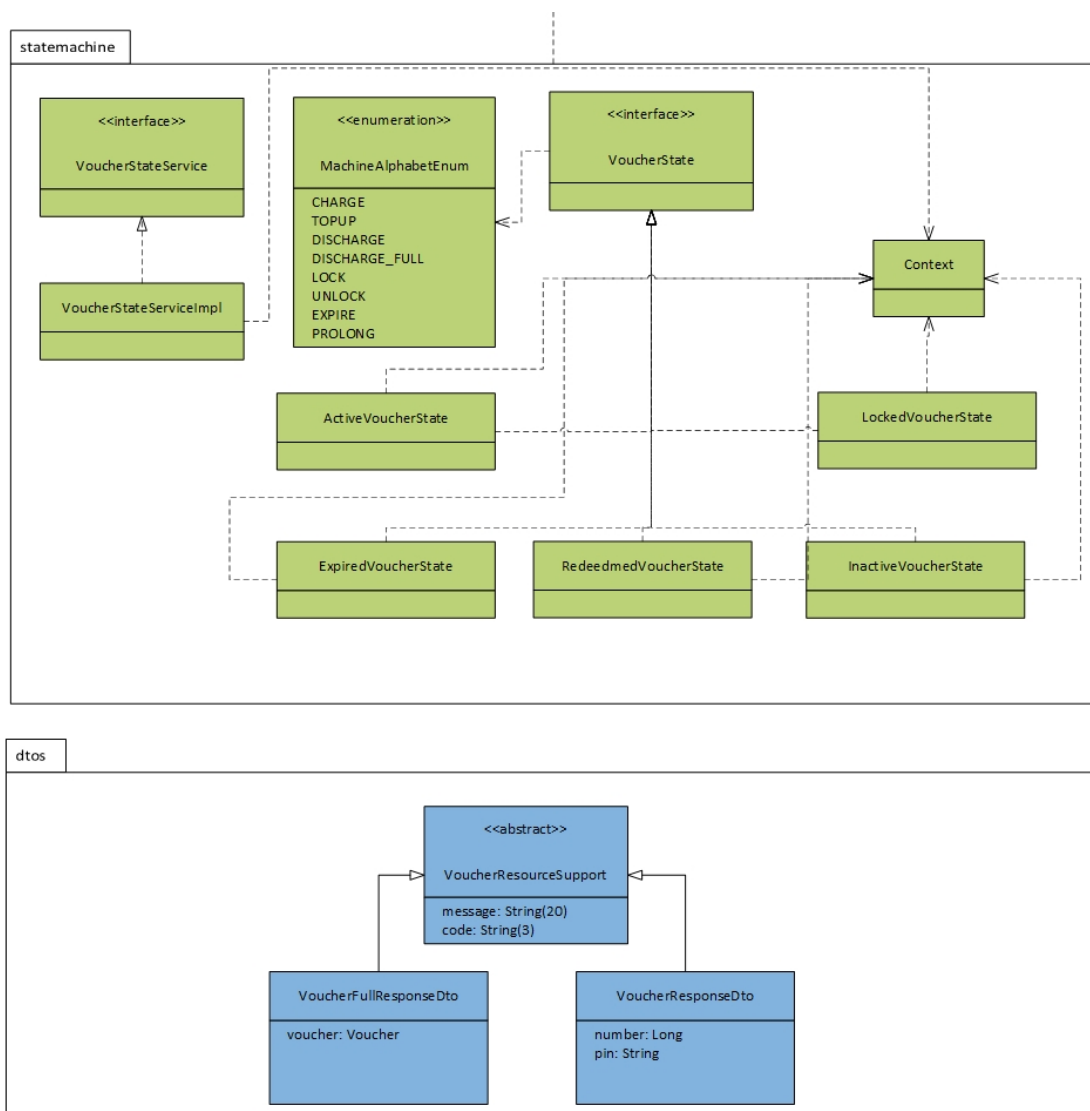 statemachine
<<interface>>
VoucherStateService
<<enumeration>>
MachineAlphabetEnum
CHARGE
TOPUP
DISCHARGE
DISCHARGE_FULL
LOCK
UNLOCK
EXPIRE
PROLONG
<<interface>>
VoucherState
Context
VoucherStateServiceImpl
ActiveVoucherState
LockedVoucherState
ExpiredVoucherState
RedeedmedVoucherState
InactiveVoucherState
dtos
<<abstract>>
VoucherResourceSupport
message: String(20)
code: String(3)
VoucherFullResponseDto
voucher: Voucher
VoucherResponseDto
number: Long
pin: String